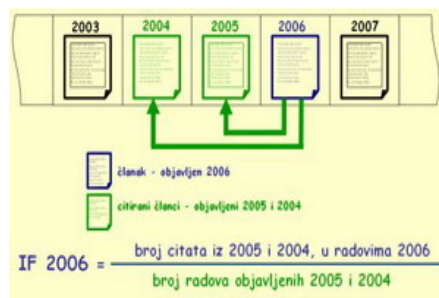 2003 2004 2005 2006 2007
članak - objavljen 2006
citirani članci - objavljeni 2005 i 2004
broj citata iz 2005 i 2004, u radovima 2006
IF 2006 =
broj radova objavljenih 2005 i 2004